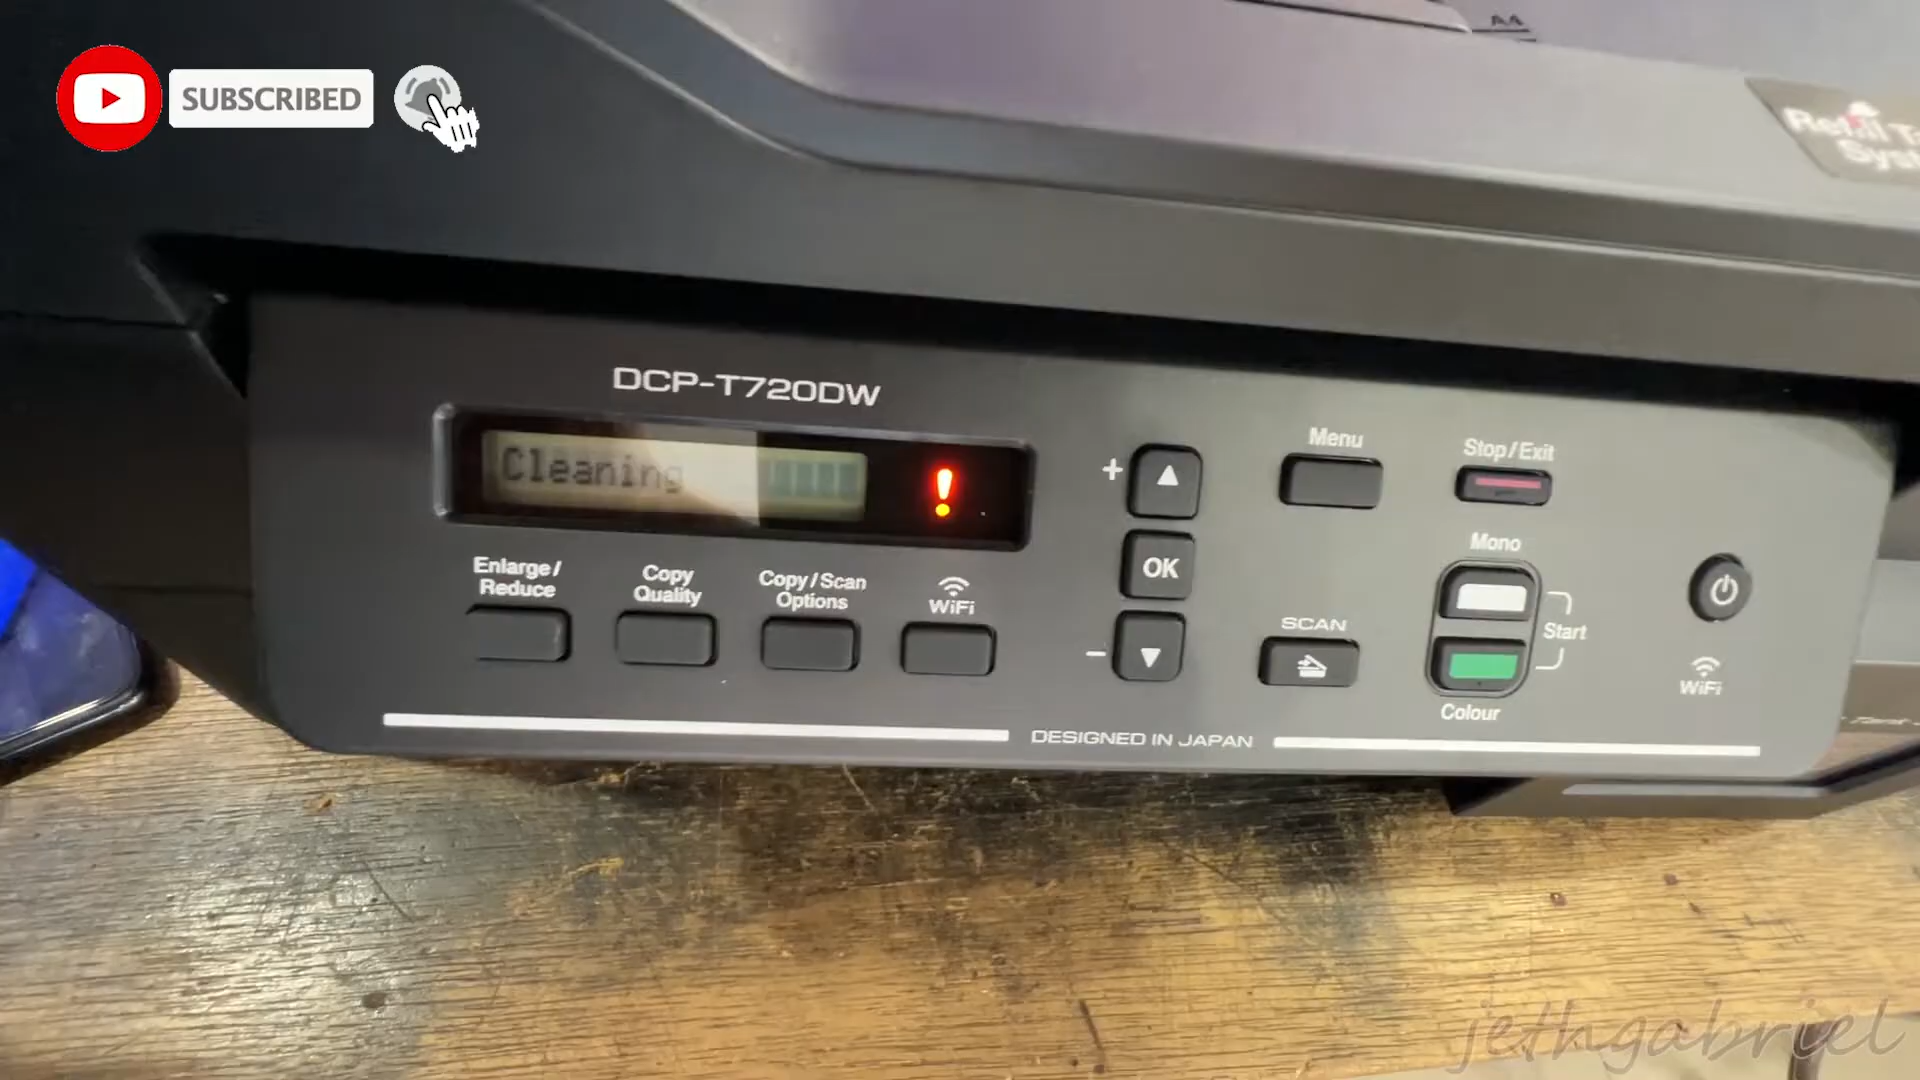 SUBSCRIBED
A4
DCP-T720DW
Cleaning
!
Enlarge/
Reduce
Copy
Quality
Copy/Scan
Options
WiFi
+
OK
−
Menu
Stop/Exit
SCAN
Mono
Start
Colour
WiFi
DESIGNED IN JAPAN
jethgabriel